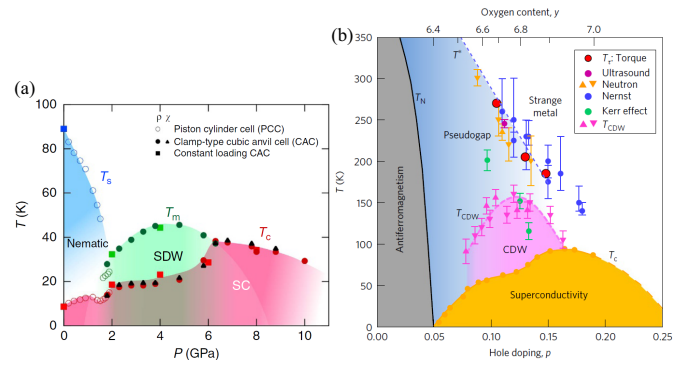 (a)
ρ χ
Piston cylinder cell (PCC)
Clamp-type cubic anvil cell (CAC)
Constant loading CAC
100
80
60
40
20
0
T (K)
Ts
Tm
Tc
Nematic
SDW
SC
0 2 4 6 8 10
P (GPa)
(b)
Oxygen content, y
6.4 6.6 6.8 6.9 7.0
350
300
250
200
150
100
50
0
T (K)
T*
TN
Tτ: Torque
Ultrasound
Neutron
Nernst
Kerr effect
TCDW
Strange
metal
Pseudogap
Antiferromagnetism
TCDW
CDW
Tc
Superconductivity
0.00 0.05 0.10 0.15 0.20 0.25
Hole doping, p